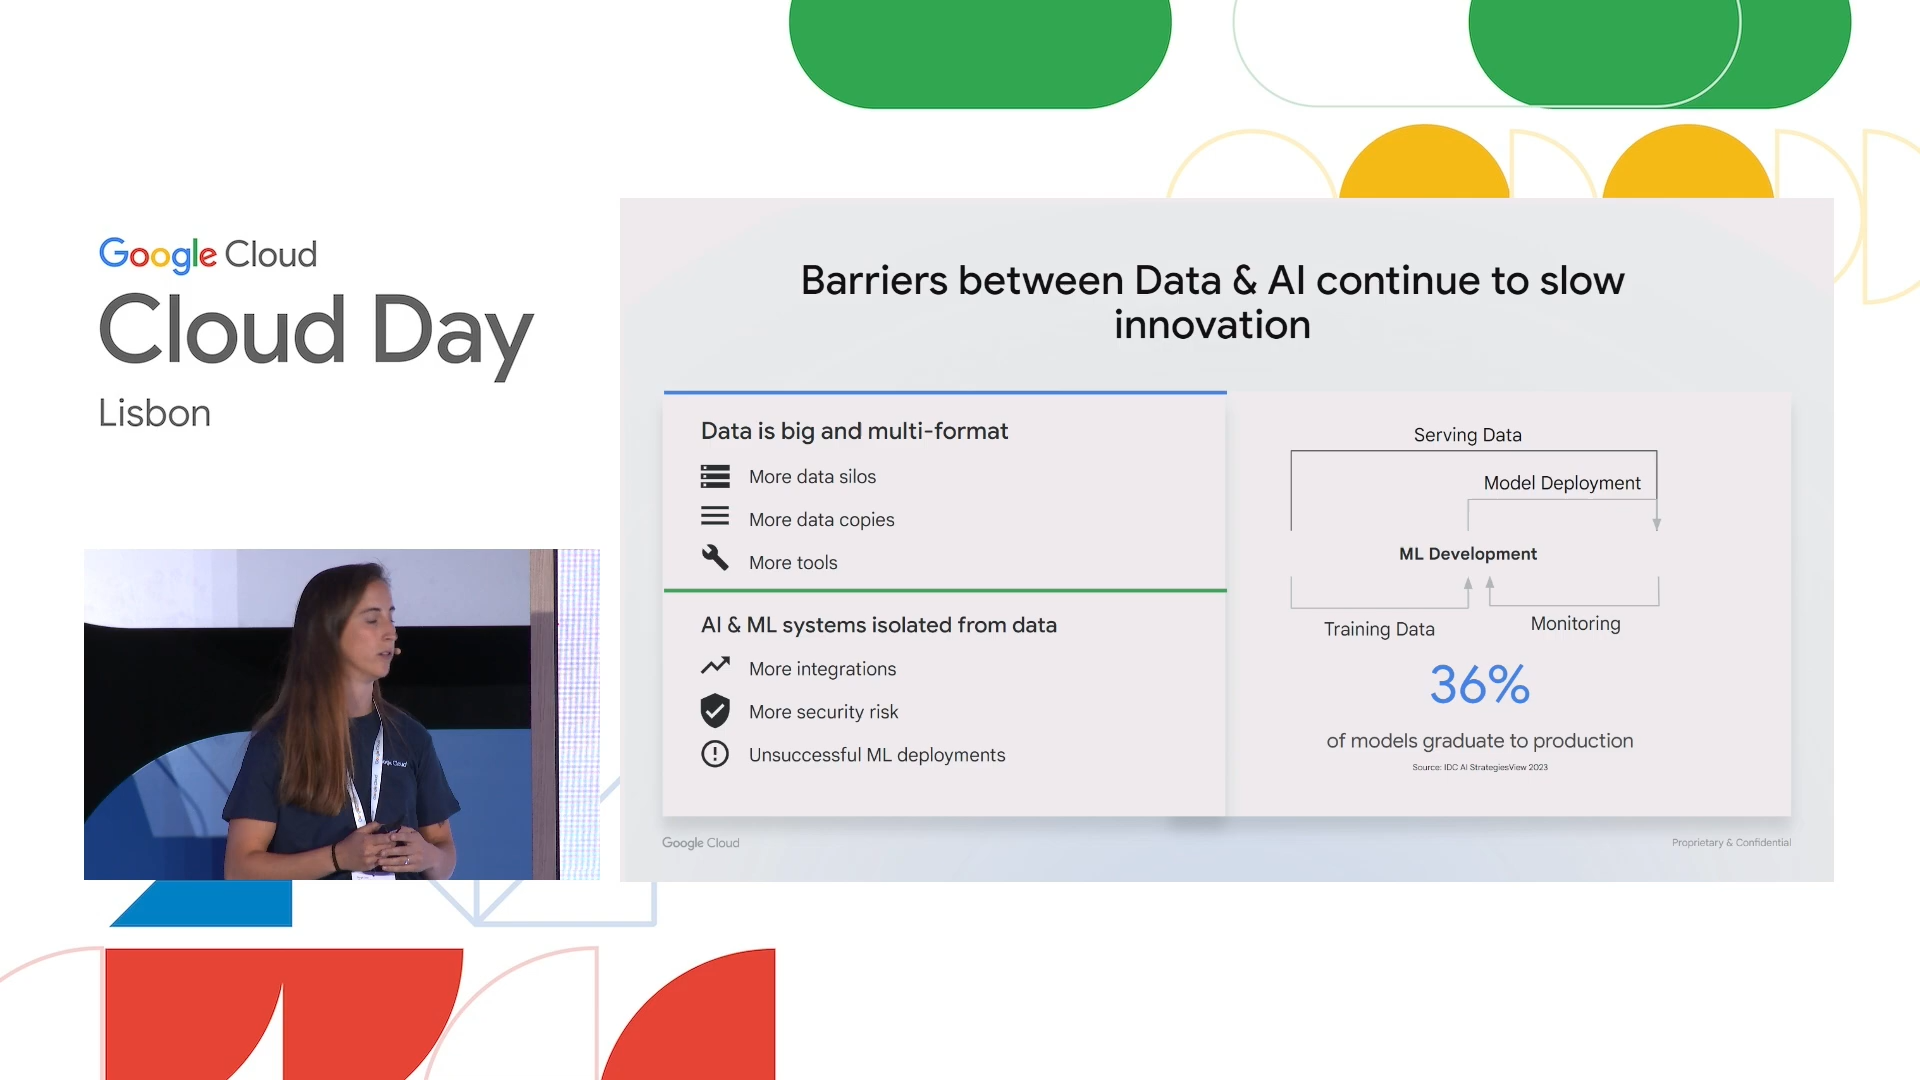 Google Cloud
Cloud Day
Lisbon
Barriers between Data & AI continue to slow
innovation
Data is big and multi-format
More data silos
More data copies
More tools
AI & ML systems isolated from data
More integrations
More security risk
Unsuccessful ML deployments
Serving Data
Model Deployment
ML Development
Training Data
Monitoring
36%
of models graduate to production
Source: IDC AI StrategiesView 2023
Google Cloud
Proprietary & Confidential